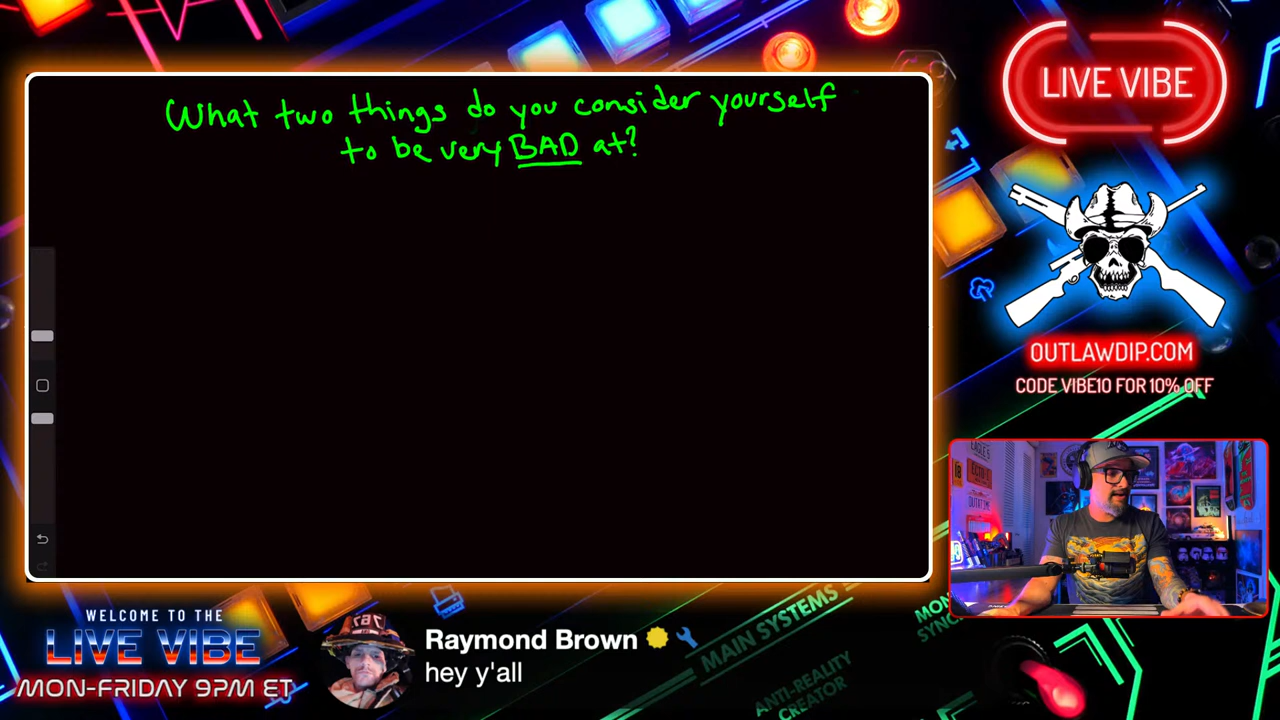 What two things do you consider yourself
to be very BAD at?
LIVE VIBE
OUTLAWDIP.COM
CODE VIBE10 FOR 10% OFF
WELCOME TO THE
LIVE VIBE
MON-FRIDAY 9PM ET
Raymond Brown
hey y'all
MAIN SYSTEMS
ANTI-REALITY
CREATOR